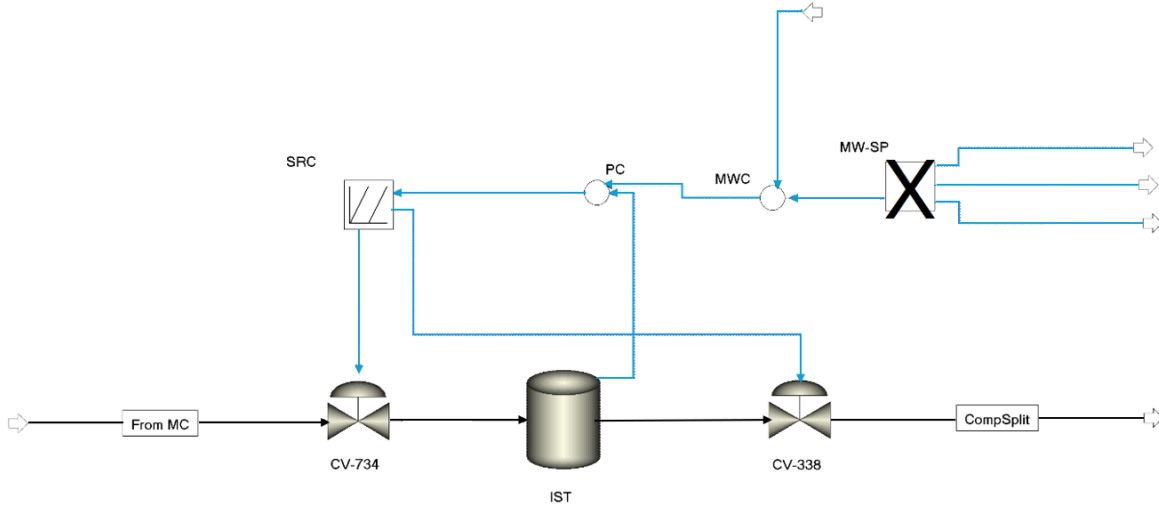 MW-SP
SRC
PC
MWC
From MC
CompSplit
CV-734
CV-338
IST